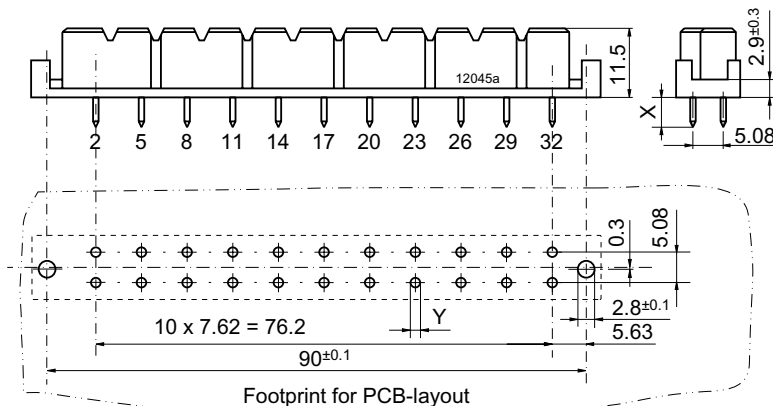 12045a
11.5
2.9±0.3
X
5.08
2 5 8 11 14 17 20 23 26 29 32
0.3
5.08
10 x 7.62 = 76.2
Y
2.8±0.1
5.63
90±0.1
Footprint for PCB-layout